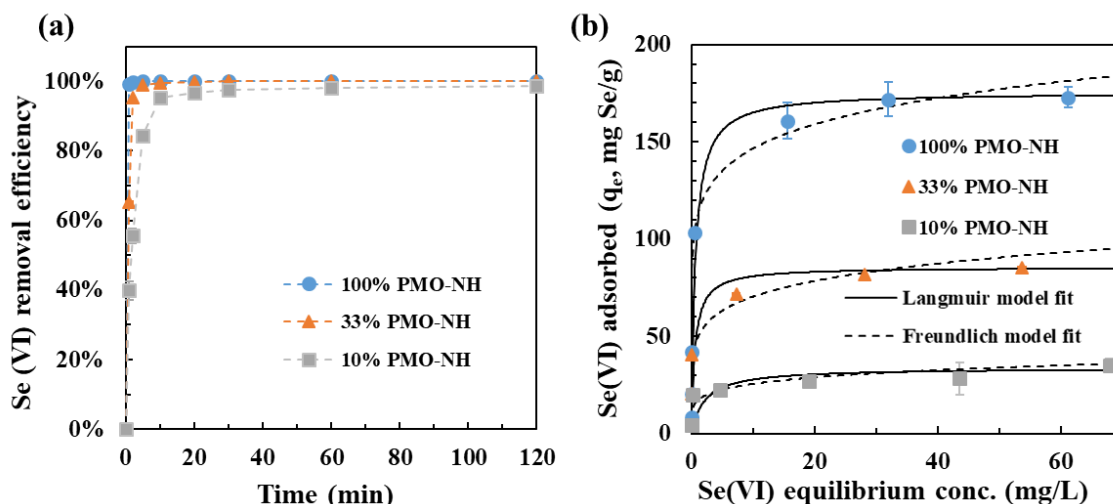 (a)
Se (VI) removal efficiency
100%
80%
60%
40%
20%
0%
0
20
40
60
80
100
120
Time (min)
100% PMO-NH
33% PMO-NH
10% PMO-NH
(b)
Se(VI) adsorbed (qe, mg Se/g)
200
150
100
50
0
0
20
40
60
Se(VI) equilibrium conc. (mg/L)
100% PMO-NH
33% PMO-NH
10% PMO-NH
Langmuir model fit
Freundlich model fit